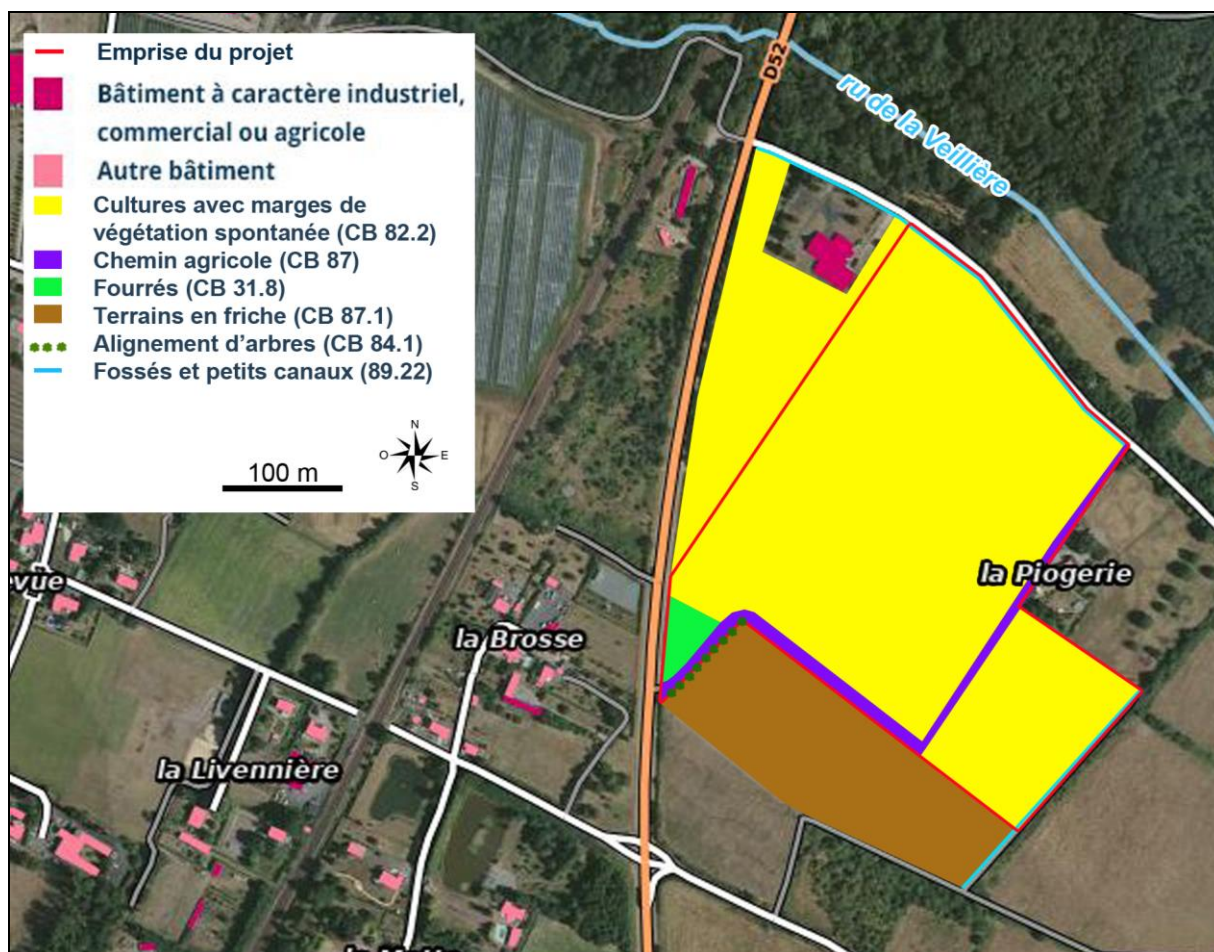 Emprise du projet
Bâtiment à caractère industriel,
commercial ou agricole
Autre bâtiment
Cultures avec marges de
végétation spontanée (CB 82.2)
Chemin agricole (CB 87)
Fourrés (CB 31.8)
Terrains en friche (CB 87.1)
Alignement d'arbres (CB 84.1)
Fossés et petits canaux (89.22)
N
O E
S
100 m
D52
ru de la Veillière
la Piogerie
vue
la Brosse
la Livennière